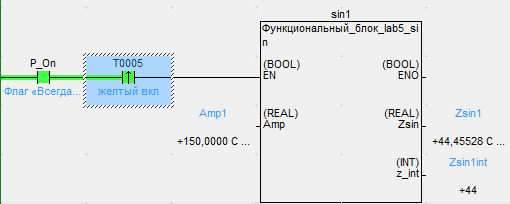 sin1
Функциональный_блок_lab5_si
n
P_On
T0005
(BOOL)
EN
(BOOL)
ENO
Флаг «Всегда...
желтый вкл
Amp1
(REAL)
Amp
(REAL)
Zsin
Zsin1
+150,0000 C ...
+44,45528 C ...
(INT)
z_int
Zsin1int
+44